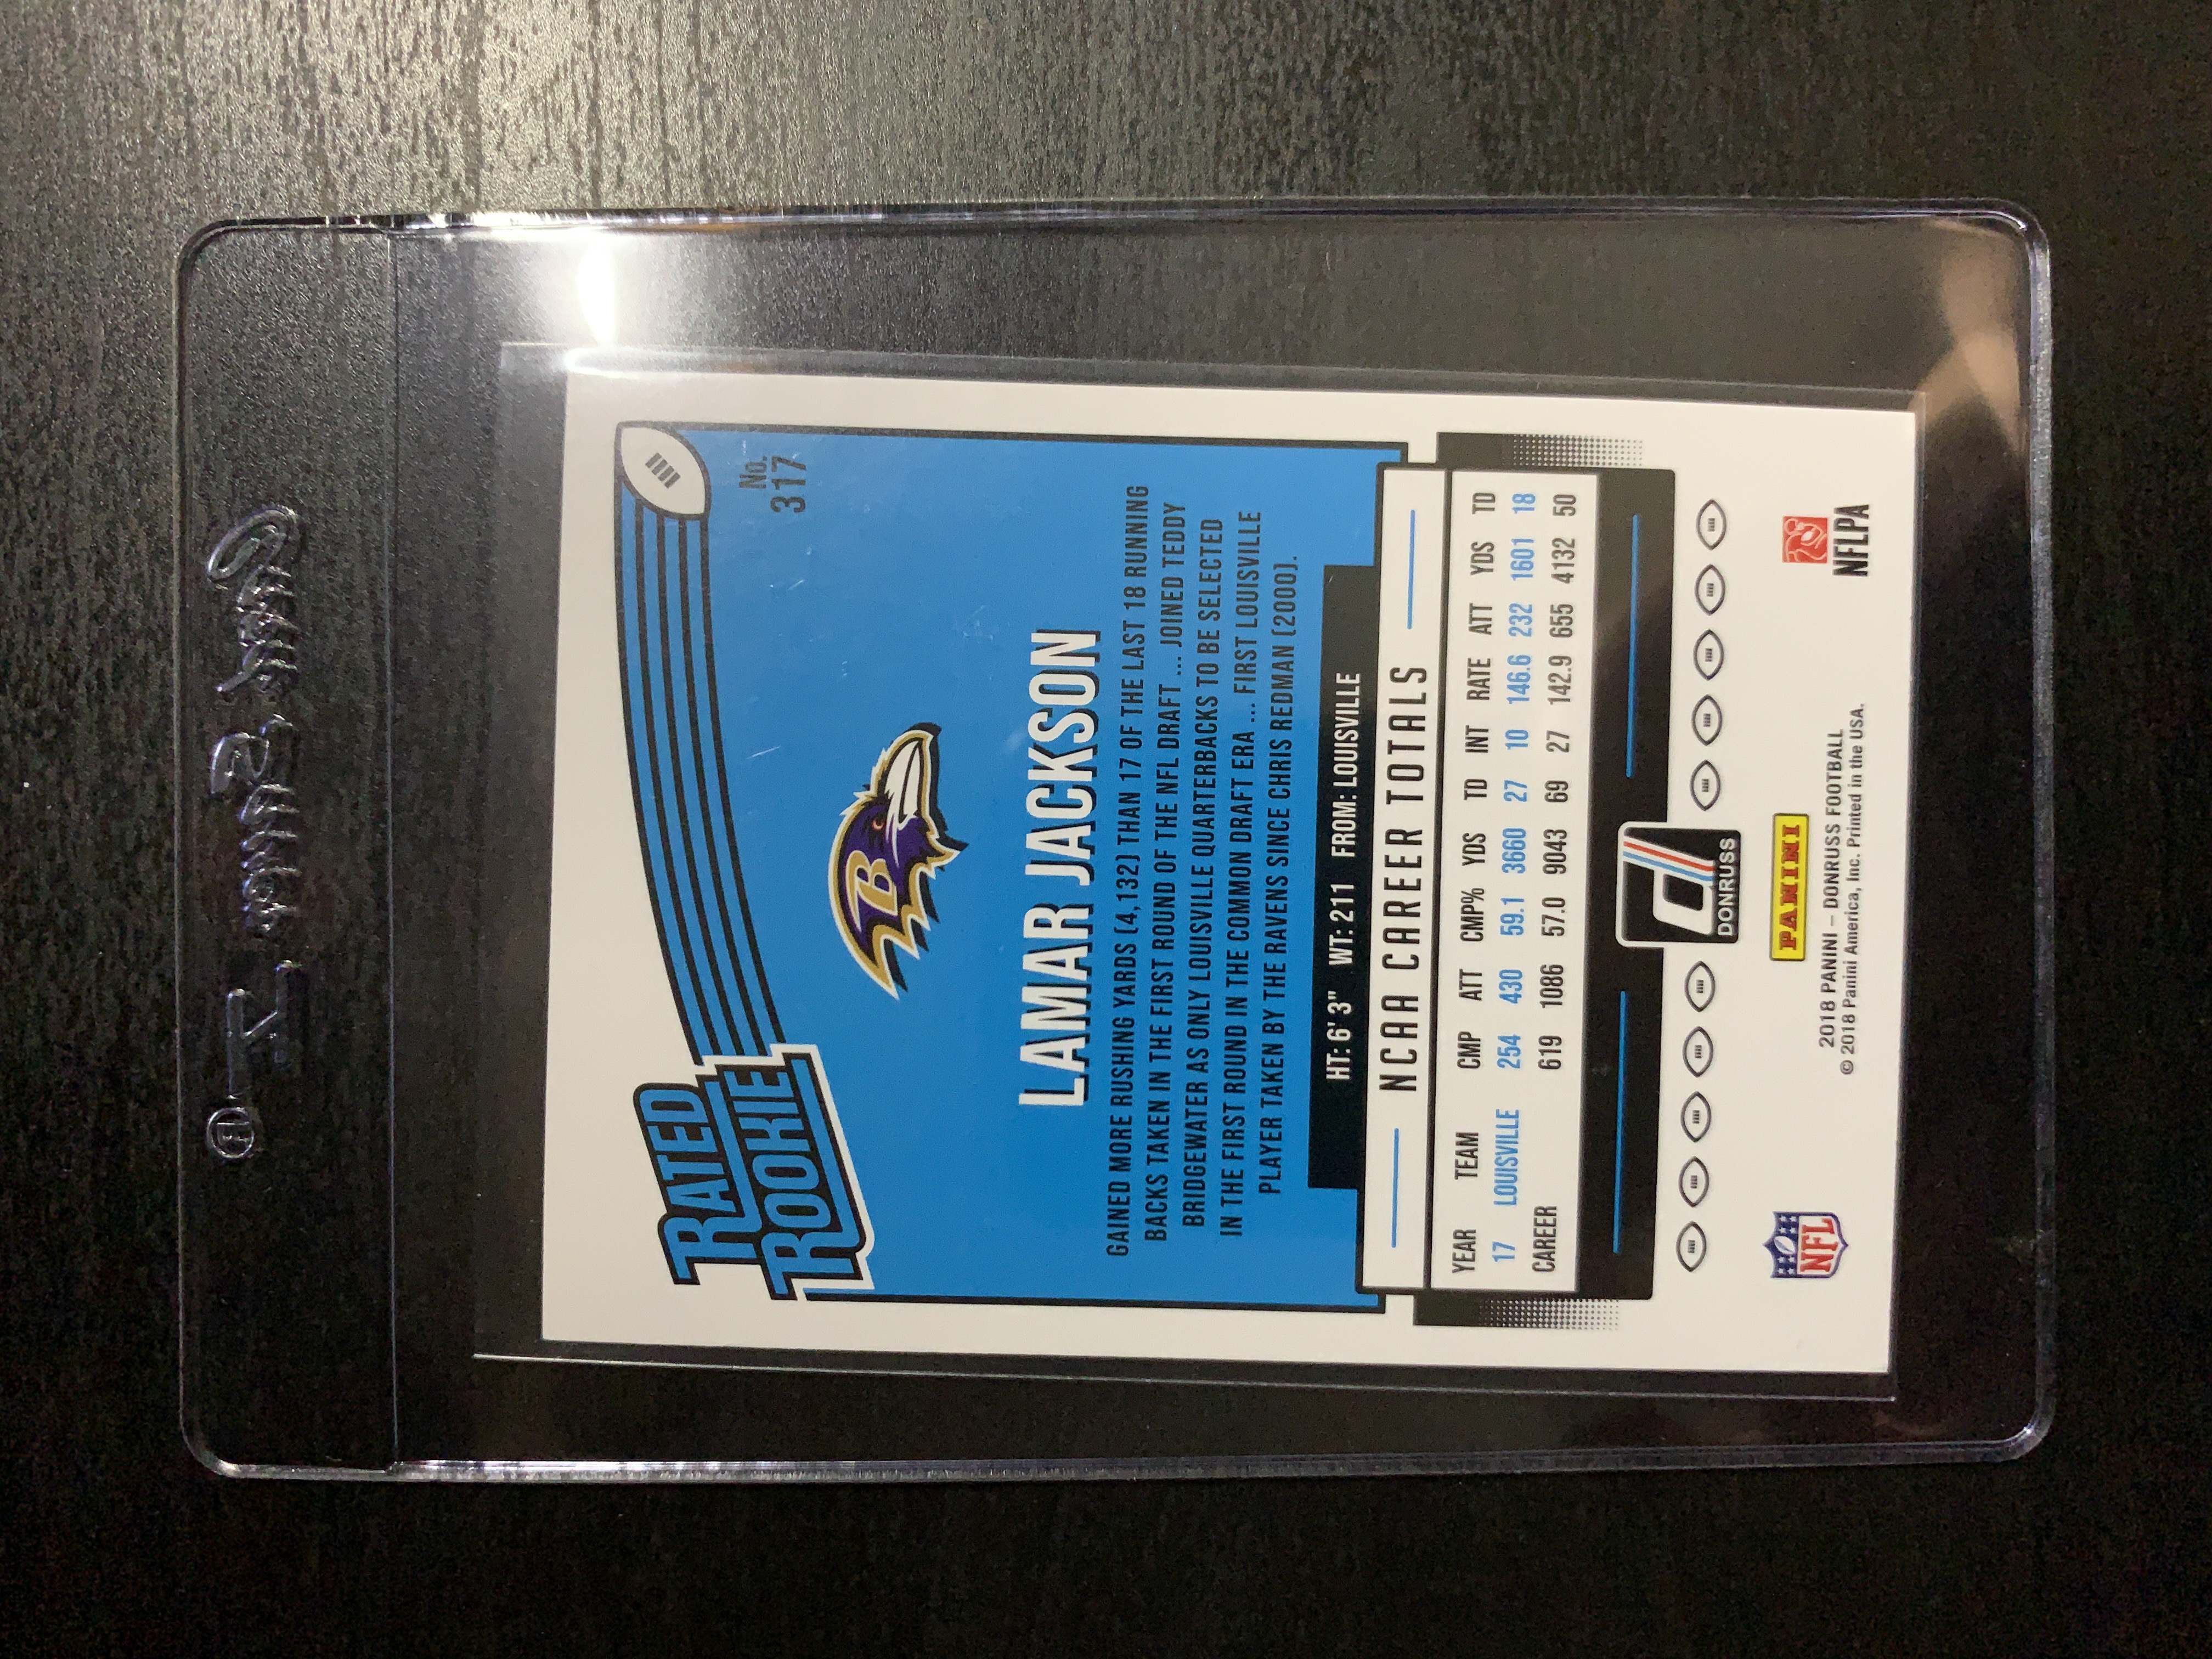 Card Saver I ®
RATED
ROOKIE
No.
317
B
LAMAR JACKSON
GAINED MORE RUSHING YARDS (4,132) THAN 17 OF THE LAST 18 RUNNING
BACKS TAKEN IN THE FIRST ROUND OF THE NFL DRAFT ... JOINED TEDDY
BRIDGEWATER AS ONLY LOUISVILLE QUARTERBACKS TO BE SELECTED
IN THE FIRST ROUND IN THE COMMON DRAFT ERA ... FIRST LOUISVILLE
PLAYER TAKEN BY THE RAVENS SINCE CHRIS REDMAN (2000).
HT: 6' 3" WT: 211 FROM: LOUISVILLE
NCAA CAREER TOTALS
YEAR TEAM CMP ATT CMP% YDS TD INT RATE ATT YDS TD
17 LOUISVILLE 254 430 59.1 3660 27 10 146.6 232 1601 18
CAREER 619 1086 57.0 9043 69 27 142.9 655 4132 50
d
DONRUSS
NFL
PANINI
2018 PANINI – DONRUSS FOOTBALL
© 2018 Panini America, Inc. Printed in the USA.
NFLPA